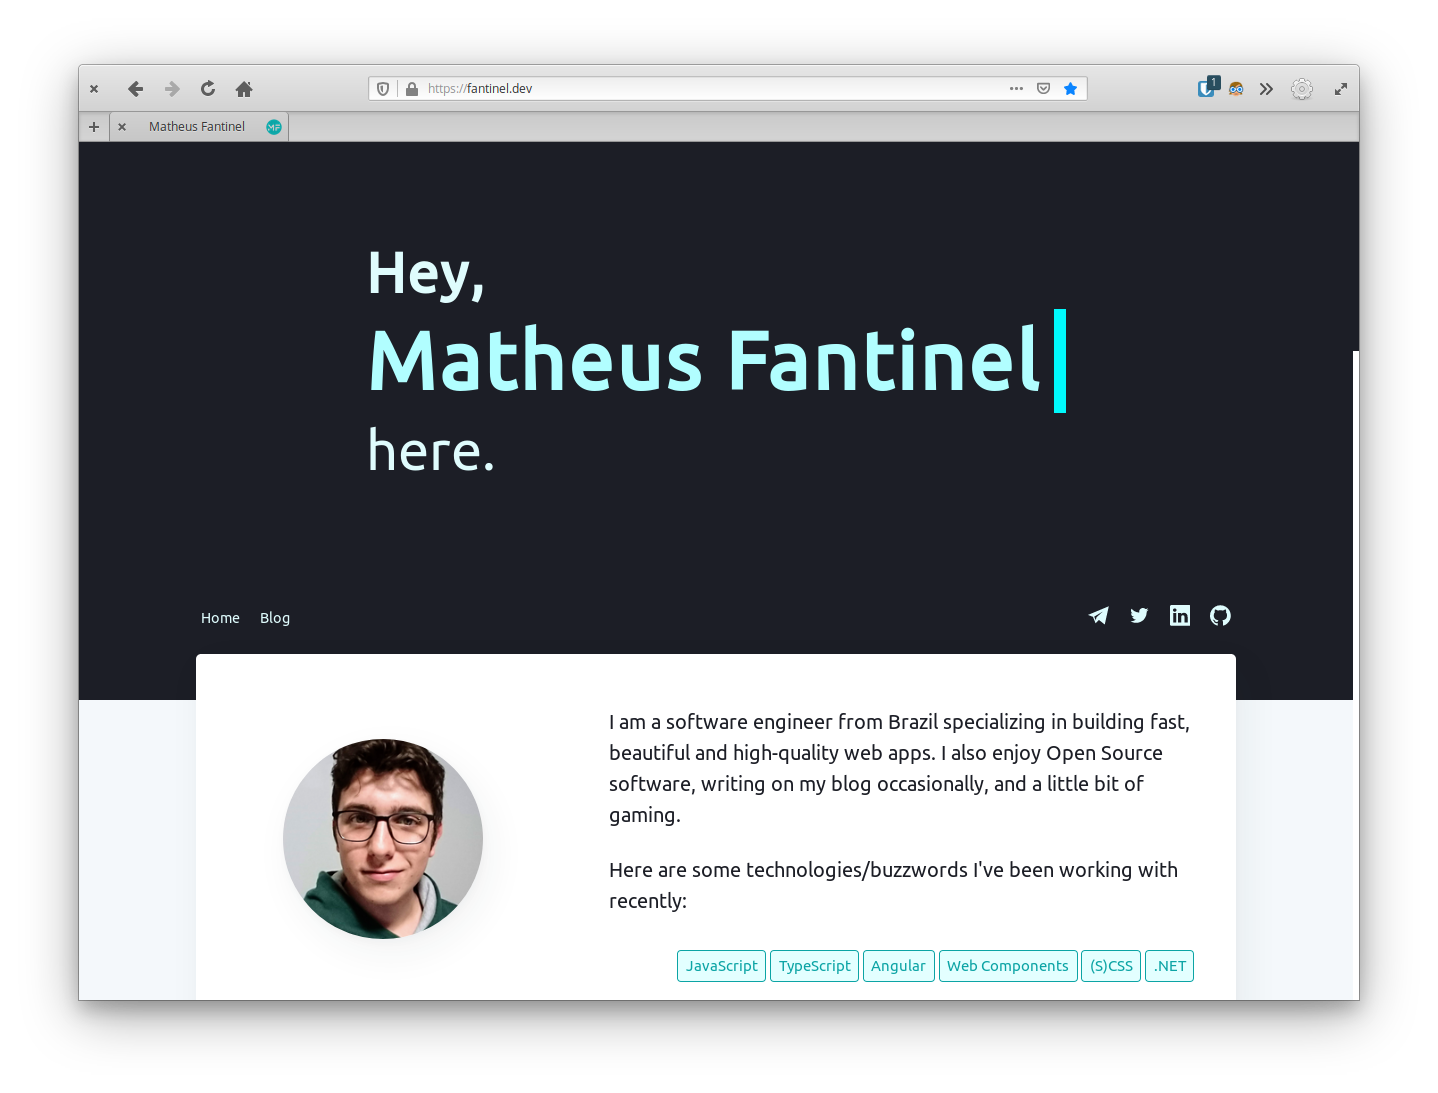 1
https://fantinel.dev
Matheus Fantinel
MF
Hey,
Matheus Fantinel
here.
Home Blog
in
I am a software engineer from Brazil specializing in building fast,
beautiful and high-quality web apps. I also enjoy Open Source
software, writing on my blog occasionally, and a little bit of
gaming.
Here are some technologies/buzzwords I've been working with
recently:
JavaScript TypeScript Angular Web Components (S)CSS .NET